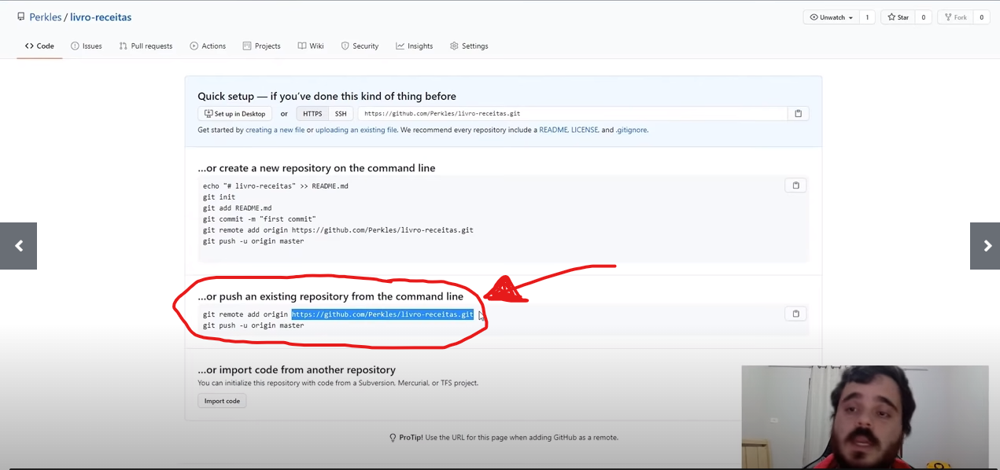 Perkles / livro-receitas
Unwatch 1 Star 0 Fork 0
Code Issues Pull requests Actions Projects Wiki Security Insights Settings
Quick setup — if you've done this kind of thing before
Set up in Desktop or HTTPS SSH https://github.com/Perkles/livro-receitas.git
Get started by creating a new file or uploading an existing file. We recommend every repository include a README, LICENSE, and .gitignore.
...or create a new repository on the command line
echo "# livro-receitas" >> README.md
git init
git add README.md
git commit -m "first commit"
git remote add origin https://github.com/Perkles/livro-receitas.git
git push -u origin master
...or push an existing repository from the command line
git remote add origin https://github.com/Perkles/livro-receitas.git
git push -u origin master
...or import code from another repository
You can initialize this repository with code from a Subversion, Mercurial, or TFS project.
Import code
ProTip! Use the URL for this page when adding GitHub as a remote.